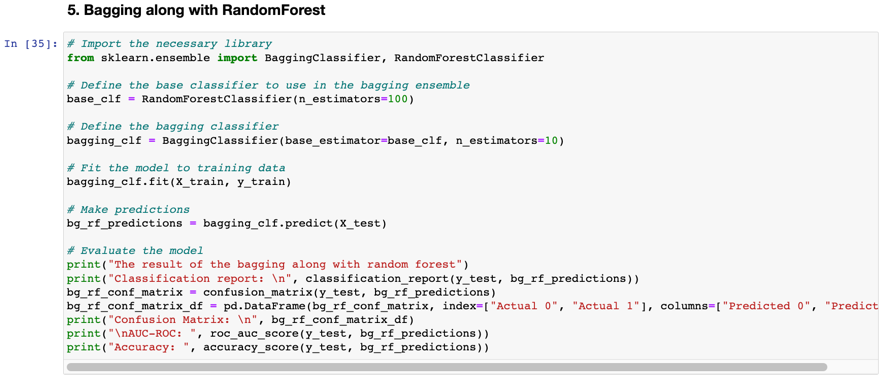 5. Bagging along with RandomForest
In [35]: # Import the necessary library
from sklearn.ensemble import BaggingClassifier, RandomForestClassifier
# Define the base classifier to use in the bagging ensemble
base_clf = RandomForestClassifier(n_estimators=100)
# Define the bagging classifier
bagging_clf = BaggingClassifier(base_estimator=base_clf, n_estimators=10)
# Fit the model to training data
bagging_clf.fit(X_train, y_train)
# Make predictions
bg_rf_predictions = bagging_clf.predict(X_test)
# Evaluate the model
print("The result of the bagging along with random forest")
print("Classification report: \n", classification_report(y_test, bg_rf_predictions))
bg_rf_conf_matrix = confusion_matrix(y_test, bg_rf_predictions)
bg_rf_conf_matrix_df = pd.DataFrame(bg_rf_conf_matrix, index=["Actual 0", "Actual 1"], columns=["Predicted 0", "Predict
print("Confusion Matrix: \n", bg_rf_conf_matrix_df)
print("\nAUC-ROC: ", roc_auc_score(y_test, bg_rf_predictions))
print("Accuracy: ", accuracy_score(y_test, bg_rf_predictions))